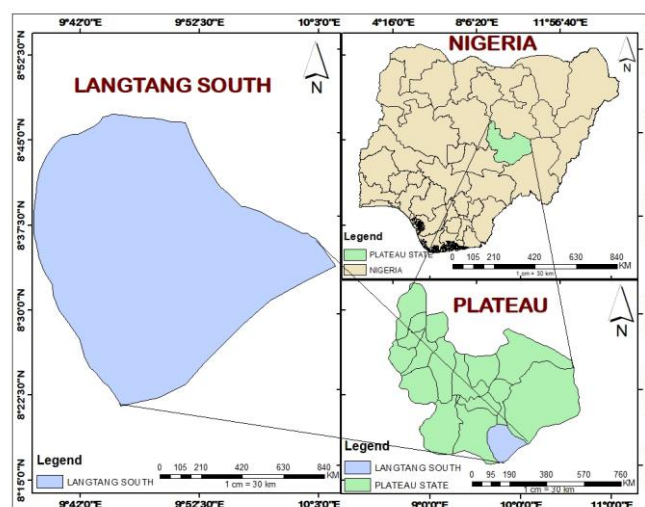 9°42'0"E 9°52'30"E 10°3'0"E
8°52'30"N
8°45'0"N
8°37'30"N
8°30'0"N
8°22'30"N
8°15'0"N
LANGTANG SOUTH
N
Legend
LANGTANG SOUTH
0 105 210 420 630 840
KM
1 cm = 30 km
9°42'0"E 9°52'30"E 10°3'0"E
4°16'0"E 8°6'20"E 11°56'40"E
NIGERIA
N
Legend
PLATEAU STATE
NIGERIA
0 105 210 420 630 840
KM
1 cm = 30 km
PLATEAU
N
Legend
LANGTANG SOUTH
PLATEAU STATE
0 95 190 380 570 760
KM
1 cm = 30 km
9°0'0"E 10°0'0"E 11°0'0"E